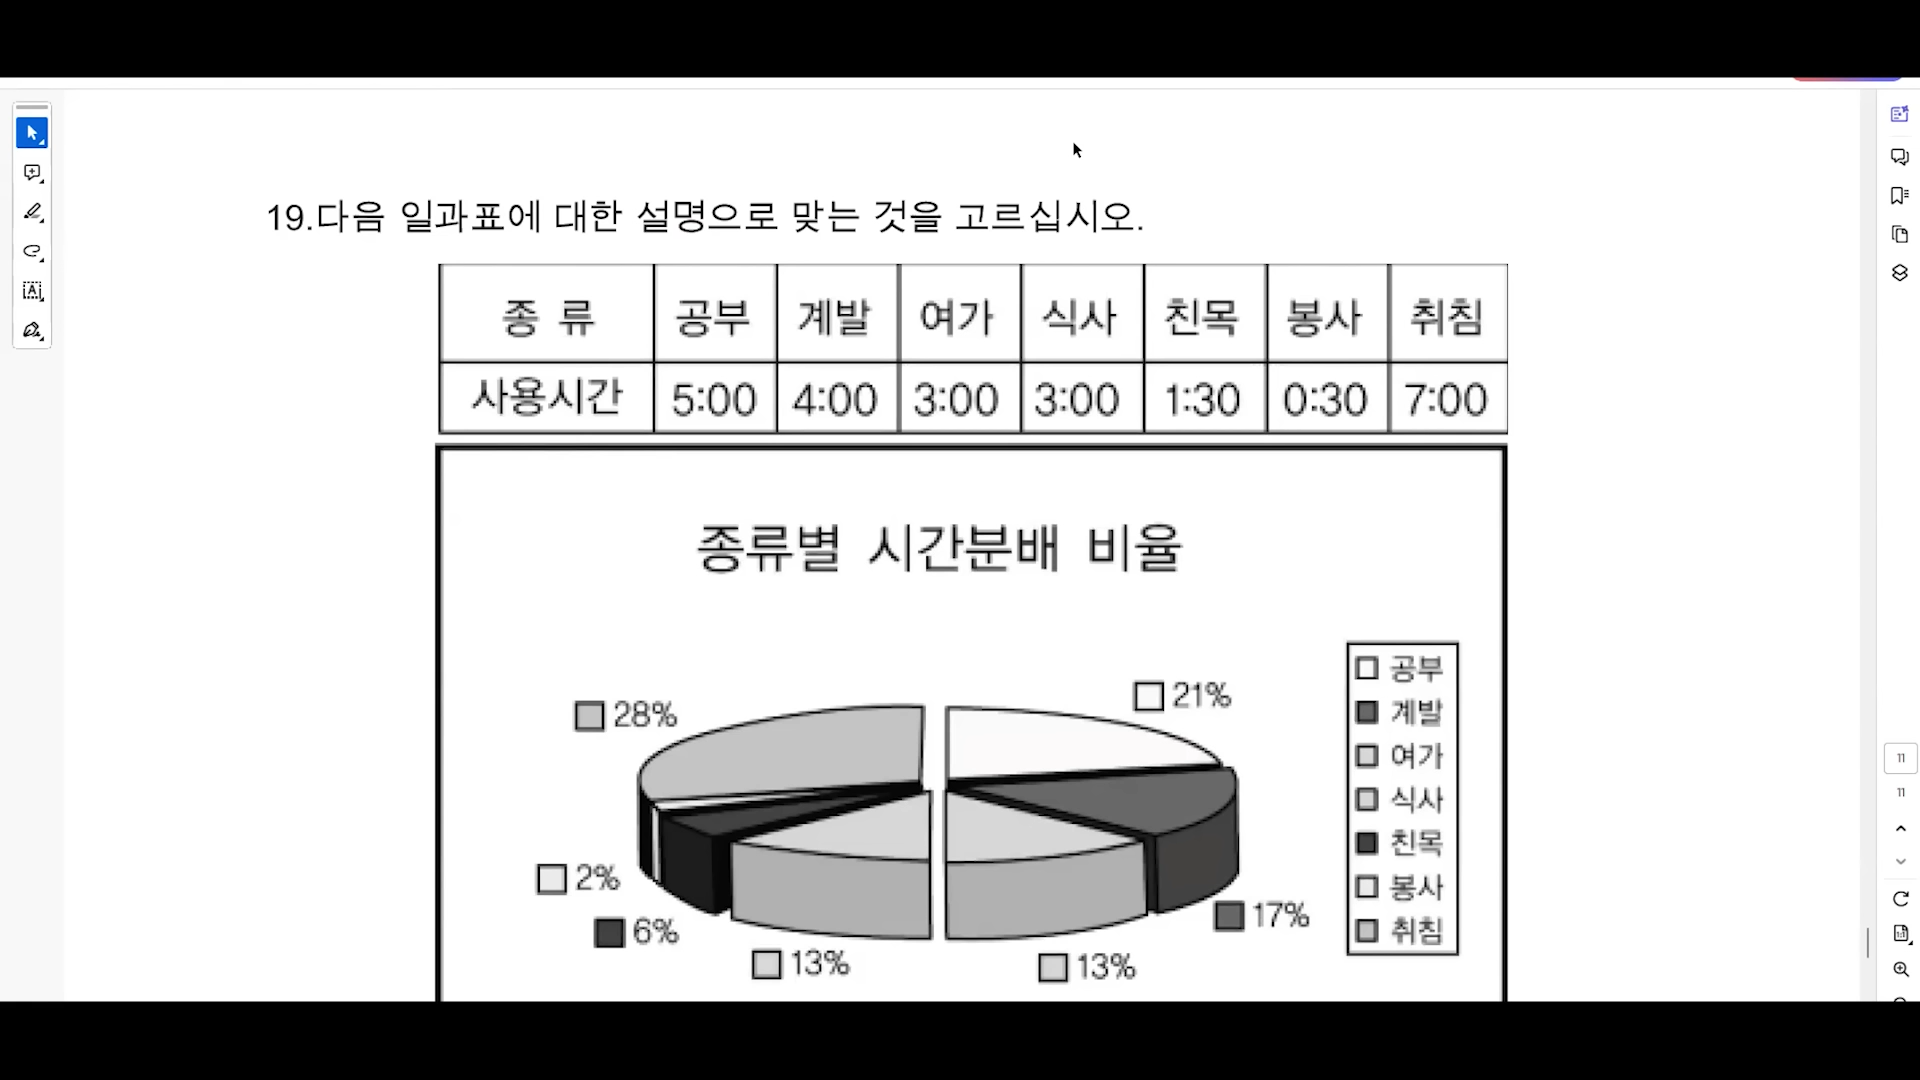 19.다음 일과표에 대한 설명으로 맞는 것을 고르십시오.
종 류 공부 계발 여가 식사 친목 봉사 취침
사용시간 5:00 4:00 3:00 3:00 1:30 0:30 7:00
종류별 시간분배 비율
28%
21%
2%
6%
13%
13%
17%
공부
계발
여가
식사
친목
봉사
취침
11
11